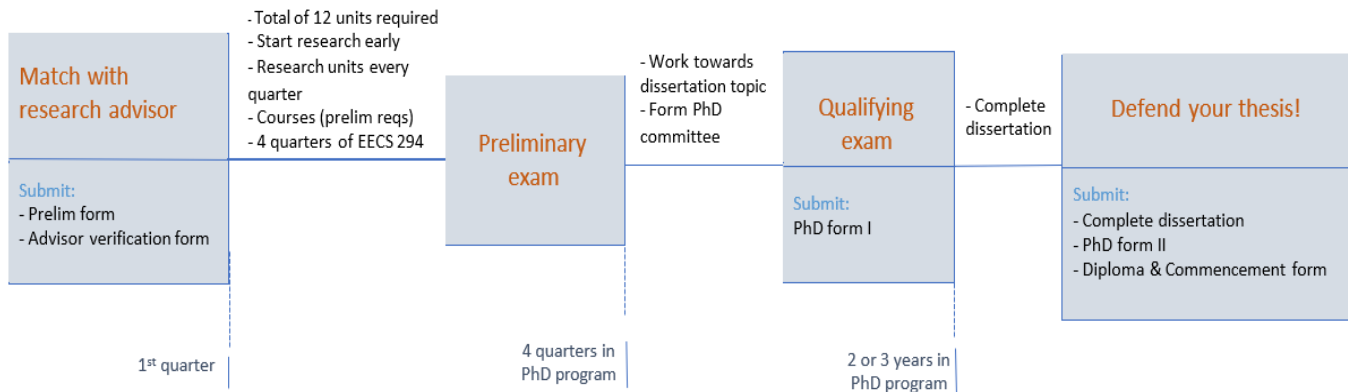 Match with
research advisor
Submit:
- Prelim form
- Advisor verification form
1st quarter
- Total of 12 units required
- Start research early
- Research units every
quarter
- Courses (prelim reqs)
- 4 quarters of EECS 294
Preliminary
exam
4 quarters in
PhD program
- Work towards
dissertation topic
- Form PhD
committee
Qualifying
exam
Submit:
PhD form I
2 or 3 years in
PhD program
- Complete
dissertation
Defend your thesis!
Submit:
- Complete dissertation
- PhD form II
- Diploma & Commencement form